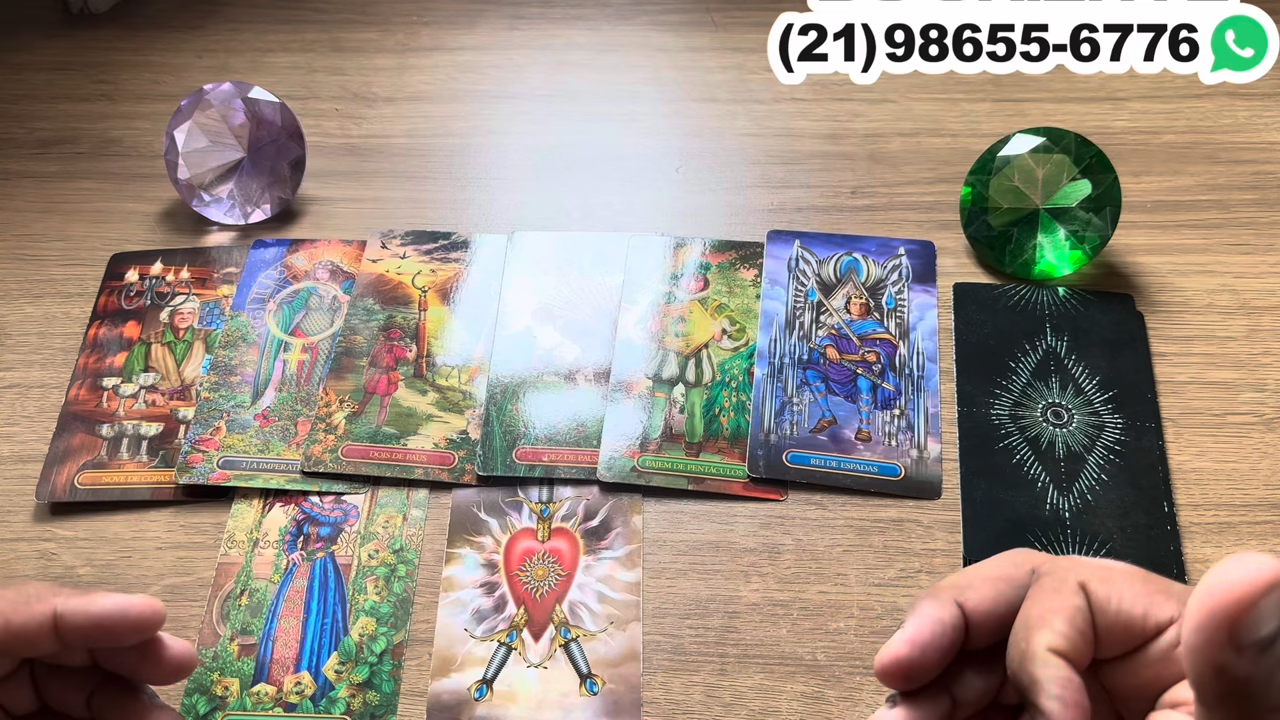 (21)98655-6776
NOVE DE COPAS
3 | A IMPERAT
DOIS DE PAUS
DEZ DE PAUS
PAJEM DE PENTÁCULOS
REI DE ESPADAS